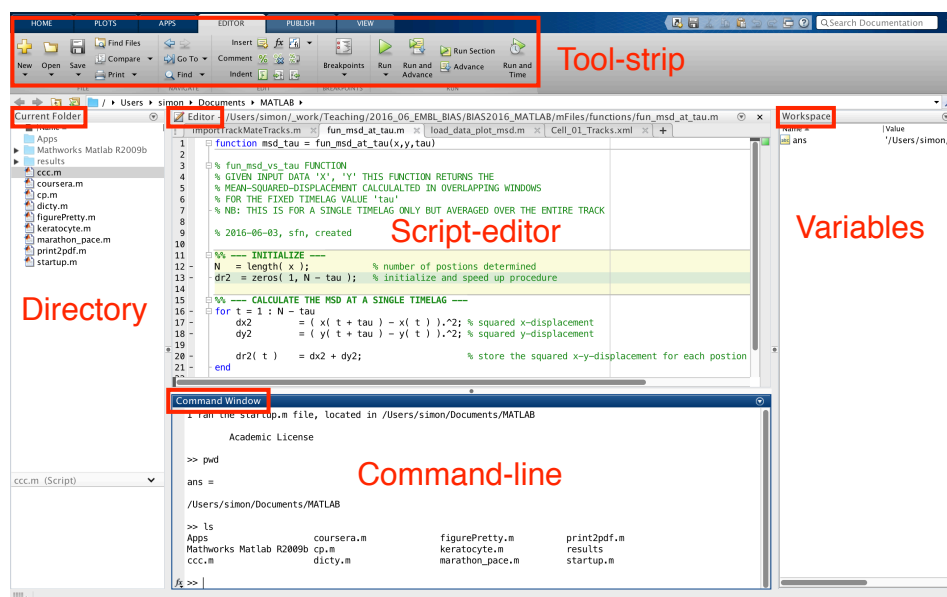 HOME PLOTS APPS EDITOR PUBLISH VIEW
Search Documentation
New Open Save Find Files Compare Print
Go To Find
Insert fx Comment Indent
Breakpoints
Run Run and Advance Run Section Advance Run and Time
FILE NAVIGATE EDIT BREAKPOINTS RUN
Tool-strip
/ Users simon Documents MATLAB
Current Folder
Name
Apps
Mathworks Matlab R2009b
results
ccc.m
coursera.m
cp.m
dicty.m
figurePretty.m
keratocyte.m
marathon_pace.m
print2pdf.m
startup.m
Directory
ccc.m (Script)
Editor - /Users/simon/_work/Teaching/2016_06_EMBL_BIAS/BIAS2016_MATLAB/mFiles/functions/fun_msd_at_tau.m
importTrackMateTracks.m fun_msd_at_tau.m load_data_plot_msd.m Cell_01_Tracks.xml +
1 function msd_tau = fun_msd_at_tau(x,y,tau)
2
3 % fun_msd_vs_tau FUNCTION
4 % GIVEN INPUT DATA 'X', 'Y' THIS FUNCTION RETURNS THE
5 % MEAN-SQUARED-DISPLACEMENT CALCULALTED IN OVERLAPPING WINDOWS
6 % FOR THE FIXED TIMELAG VALUE 'tau'
7 % NB: THIS IS FOR A SINGLE TIMELAG ONLY BUT AVERAGED OVER THE ENTIRE TRACK
8
9 % 2016-06-03, sfn, created
10
Script-editor
11 %% --- INITIALIZE ---
12 - N = length( x ); % number of postions determined
13 - dr2 = zeros( 1, N - tau ); % initialize and speed up procedure
14
15 %% --- CALCULATE THE MSD AT A SINGLE TIMELAG ---
16 - for t = 1 : N - tau
17 - dx2 = ( x( t + tau ) - x( t ) ).^2; % squared x-displacement
18 - dy2 = ( y( t + tau ) - y( t ) ).^2; % squared y-displacement
19
20 - dr2( t ) = dx2 + dy2; % store the squared x-y-displacement for each postion
21 - end
Command Window
I ran the startup.m file, located in /Users/simon/Documents/MATLAB
Academic License
>> pwd
ans =
/Users/simon/Documents/MATLAB
>> ls
Apps coursera.m figurePretty.m print2pdf.m
Mathworks Matlab R2009b cp.m keratocyte.m results
ccc.m dicty.m marathon_pace.m startup.m
fx >>
Command-line
Workspace
Name Value
ans '/Users/simon,
Variables